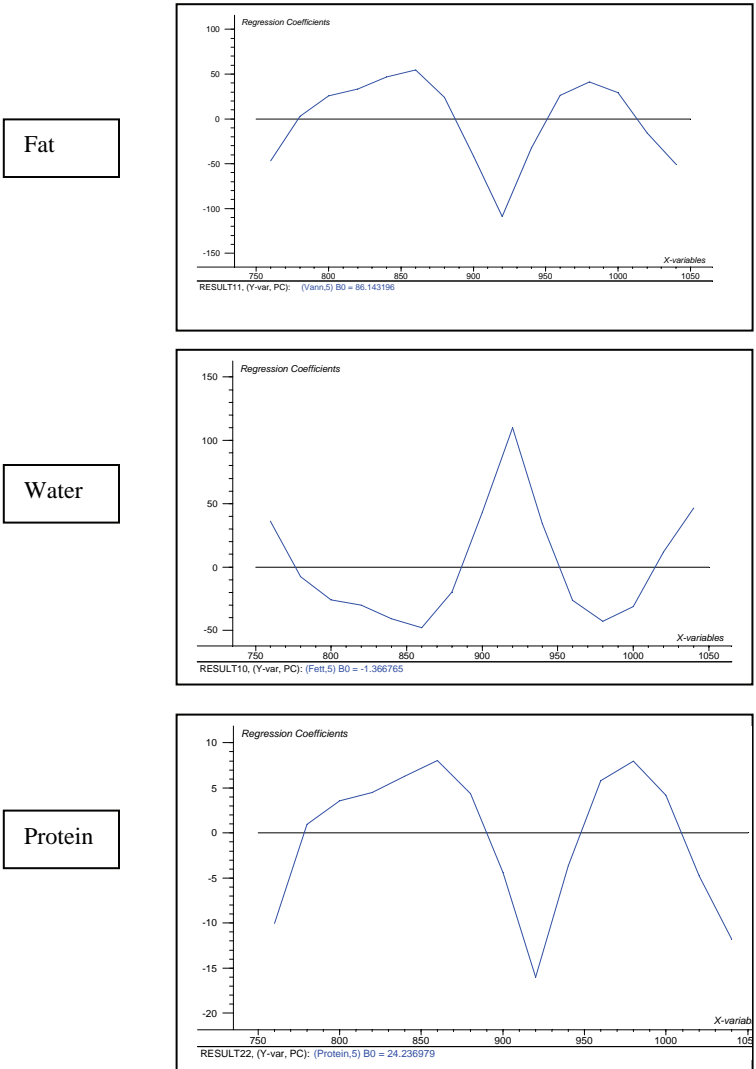 Fat
Regression Coefficients
100
50
0
-50
-100
-150
X-variables
750 800 850 900 950 1000 1050
RESULT11, (Y-var, PC): (Vann,5) B0 = 86.143196
Water
Regression Coefficients
150
100
50
0
-50
X-variables
750 800 850 900 950 1000 1050
RESULT10, (Y-var, PC): (Fett,5) B0 = -1.366765
Protein
Regression Coefficients
10
5
0
-5
-10
-15
-20
X-variab
750 800 850 900 950 1000 105
RESULT22, (Y-var, PC): (Protein,5) B0 = 24.236979